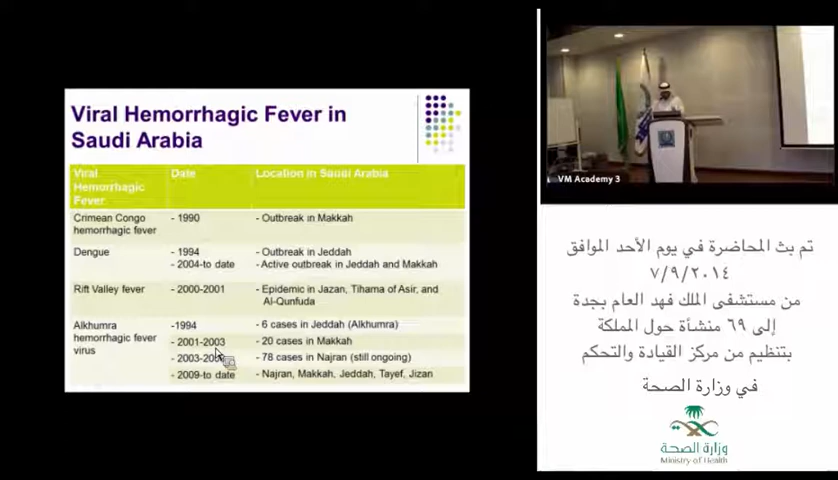 Viral Hemorrhagic Fever in
Saudi Arabia
Viral
Hemorrhagic
Fever
Date
Location in Saudi Arabia
Crimean Congo
hemorrhagic fever
- 1990
- Outbreak in Makkah
Dengue
- 1994
- Outbreak in Jeddah
- 2004-to date
- Active outbreak in Jeddah and Makkah
Rift Valley fever
- 2000-2001
- Epidemic in Jazan, Tihama of Asir, and
Al-Qunfuda
Alkhumra
hemorrhagic fever
virus
-1994
- 6 cases in Jeddah (Alkhumra)
- 2001-2003
- 20 cases in Makkah
- 78 cases in Najran (still ongoing)
- 2009-to date
- Najran, Makkah, Jeddah, Tayef, Jizan
VM Academy 3
تم بث المحاضرة في يوم الأحد الموافق
٧/٩/٢٠١٤
من مستشفى الملك فهد العام بجدة
إلى ٦٩ منشأة حول المملكة
بتنظيم من مركز القيادة والتحكم
في وزارة الصحة
وزارة الصحة
Ministry of Health